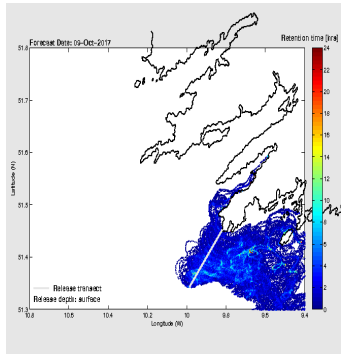 Forecast Date: 09-Oct-2017
Retention time [hrs]
51.8
51.7
51.6
51.5
51.4
51.3
Latitude (N)
24
22
20
18
16
14
12
10
8
6
4
2
0
Release transect
Release depth: surface
10.8 10.5 10.4 10.2 10 9.8 9.5 9.4
Longitude (W)